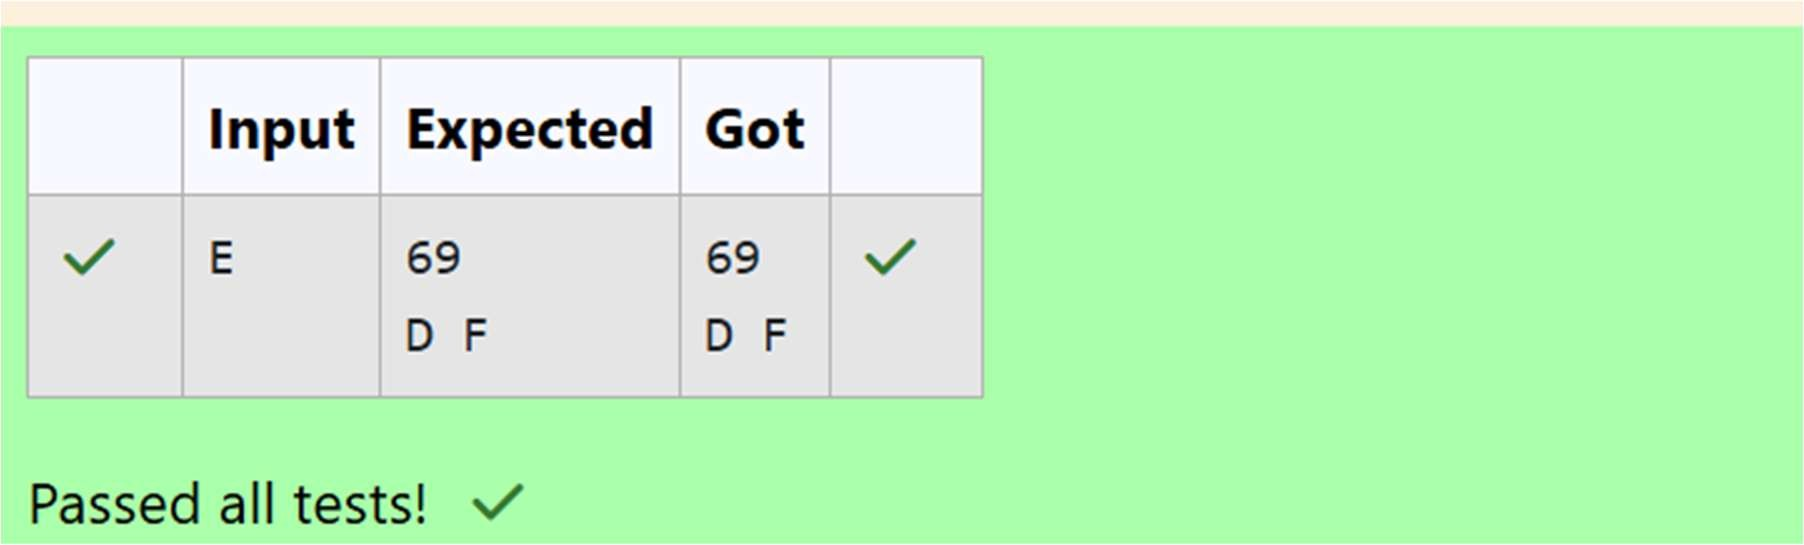 Input Expected Got
E 69 69
D F D F
Passed all tests!